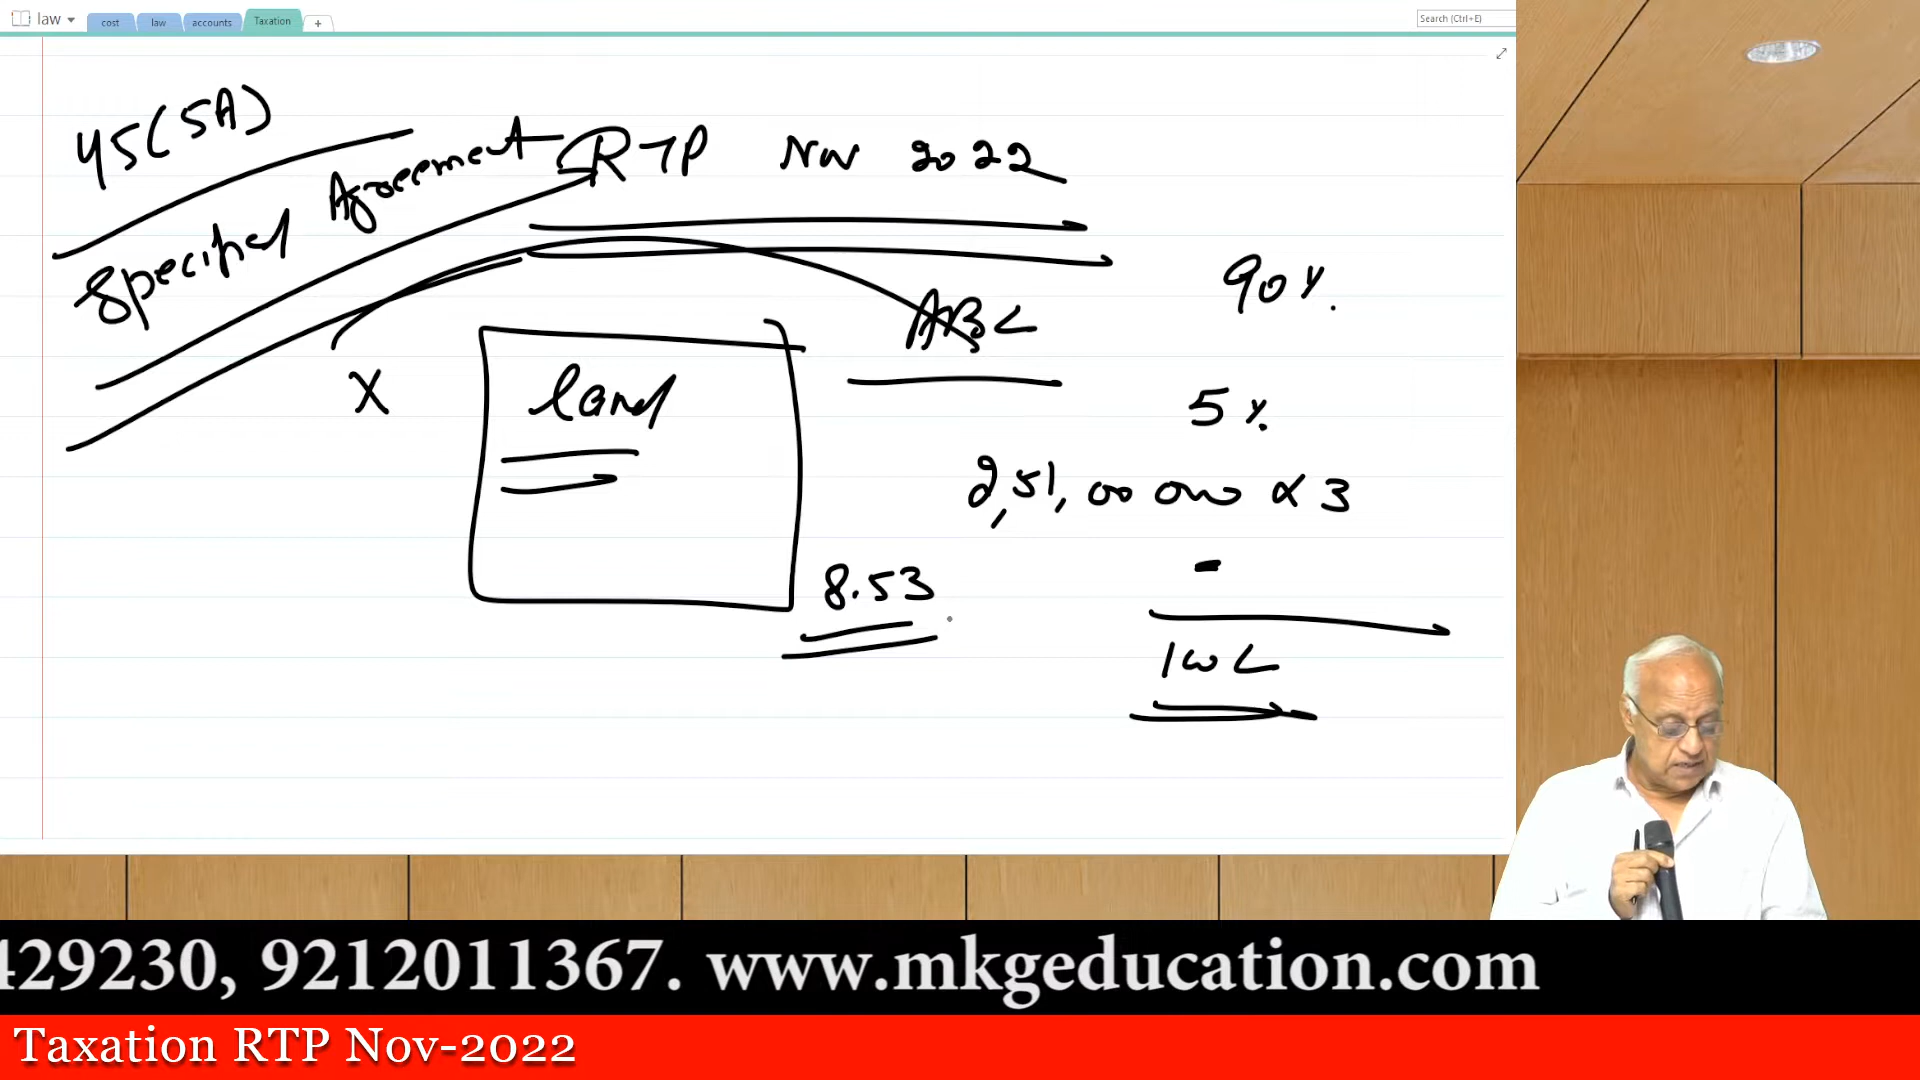 law
cost law accounts Taxation +
Search (Ctrl+E)
45(5A)
Specified Agreement
RTP Nov 2022
90%.
ABC
X
land
5%.
2,51,00 000 x 3
8.53
100 L
429230, 9212011367. www.mkgeducation.com
Taxation RTP Nov-2022